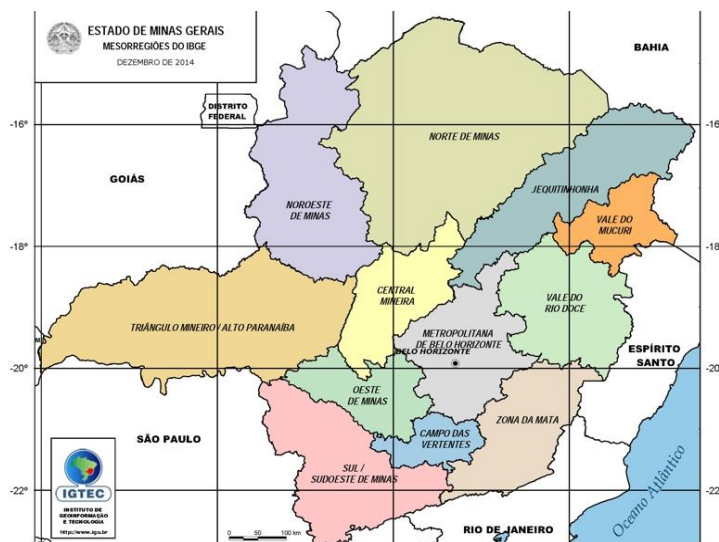 ESTADO DE MINAS GERAIS
MESORREGIÕES DO IBGE
DEZEMBRO DE 2014
BAHIA
DISTRITO
FEDERAL
-16°
-16°
NORTE DE MINAS
GOIÁS
JEQUITINHONHA
NOROESTE
DE MINAS
VALE DO
MUCURI
-18°
-18°
CENTRAL
MINEIRA
VALE DO
RIO DOCE
TRIÂNGULO MINEIRO / ALTO PARANAÍBA
METROPOLITANA
DE BELO HORIZONTE
BELO HORIZONTE
ESPÍRITO
SANTO
-20°
-20°
OESTE
DE MINAS
ZONA DA MATA
SÃO PAULO
CAMPO DAS
VERTENTES
SUL /
SUDOESTE DE MINAS
IGTEC
INSTITUTO DE
GEOINFORMAÇÃO
E TECNOLOGIA
-22°
-22°
Oceano Atlântico
0 50 100 km
RIO DE JANEIRO